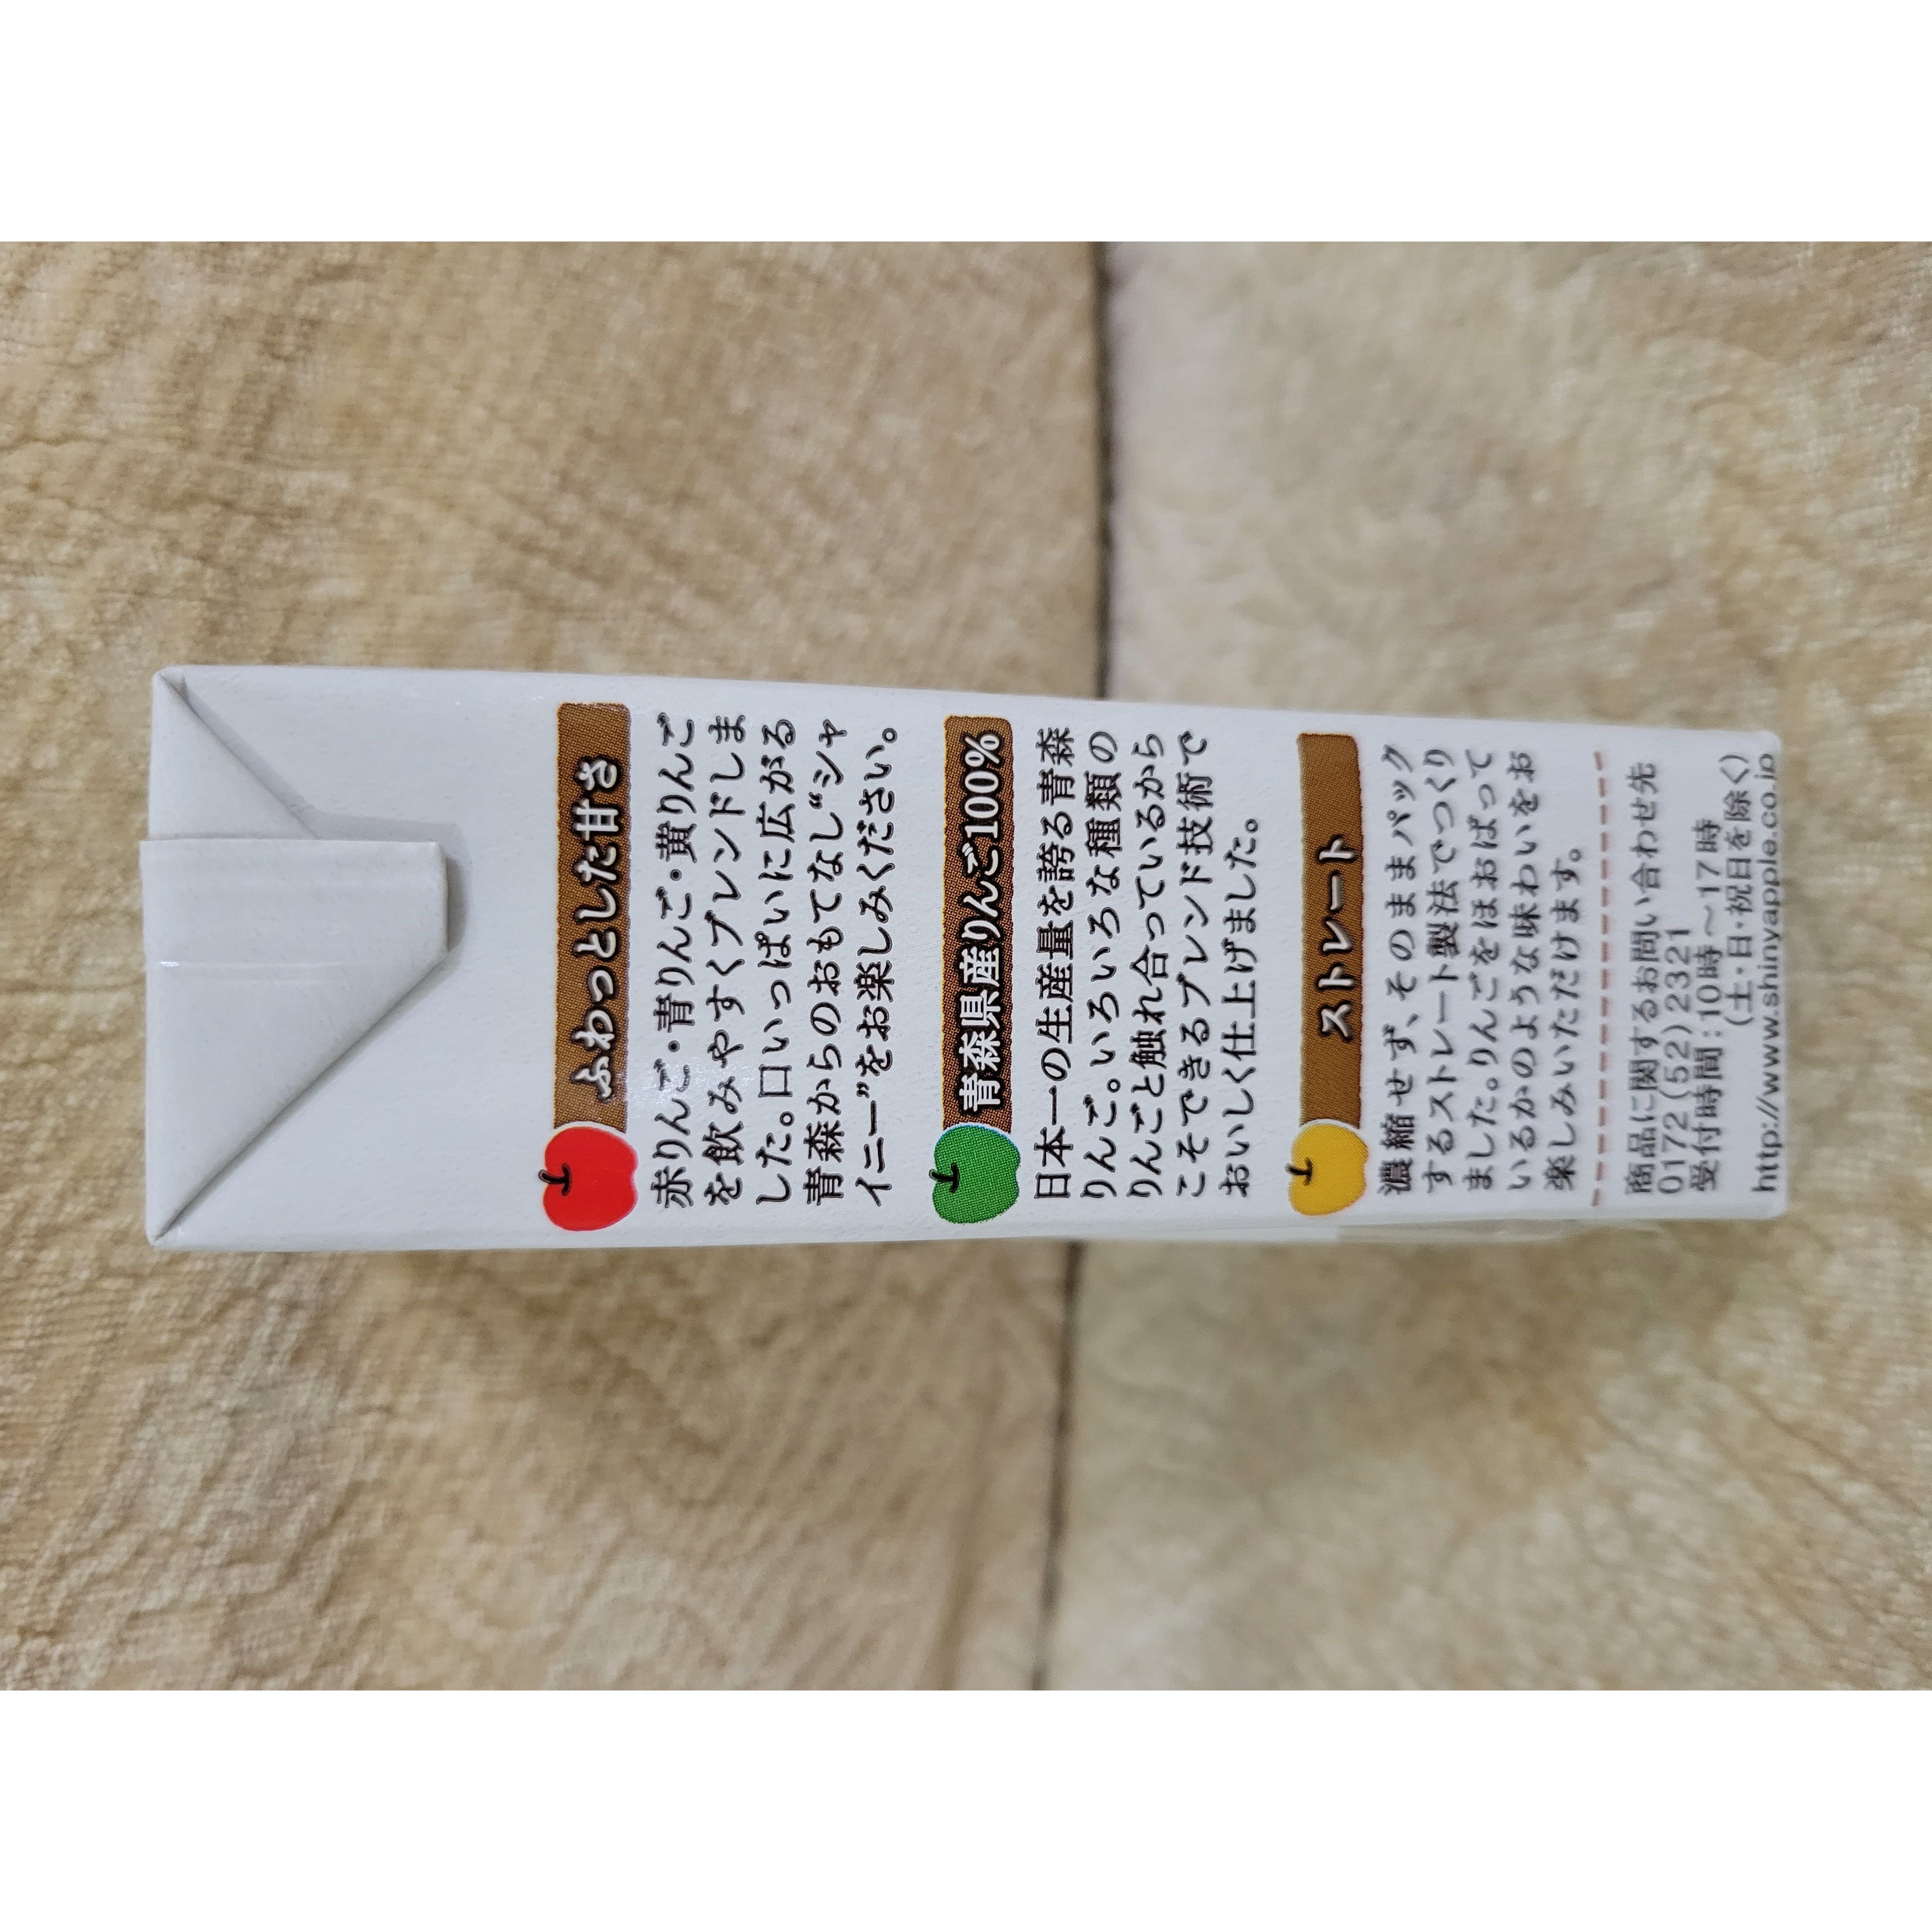 ふわっとした甘さ
赤りんご・青りんご・黄りんご
を飲みやすくブレンドしま
した。口いっぱいに広がる
青森からのおもてなし“シャ
イニー”をお楽しみください。
青森県産りんご100%
日本一の生産量を誇る青森
りんご。いろいろな種類の
りんごと触れ合っているから
こそできるブレンド技術で
おいしく仕上げました。
ストレート
濃縮せず、そのままパック
するストレート製法でつくり
ました。りんごをほおばって
いるかのような味わいをお
楽しみいただけます。
商品に関するお問い合わせ先
0172(52)2321
受付時間:10時～17時
(土・日・祝日を除く)
http://www.shinyapple.co.jp